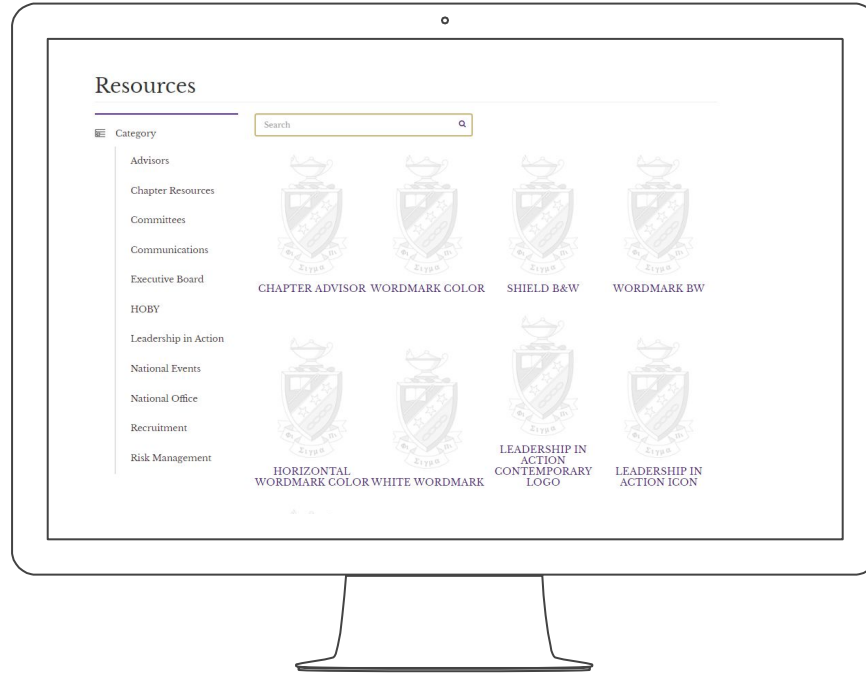 Resources
Category
Search
Advisors
Chapter Resources
Committees
Communications
Executive Board
HOBY
Leadership in Action
National Events
National Office
Recruitment
Risk Management
CHAPTER ADVISOR
WORDMARK COLOR
SHIELD B&W
WORDMARK BW
HORIZONTAL
WORDMARK COLOR
WHITE WORDMARK
LEADERSHIP IN
ACTION
CONTEMPORARY
LOGO
LEADERSHIP IN
ACTION ICON